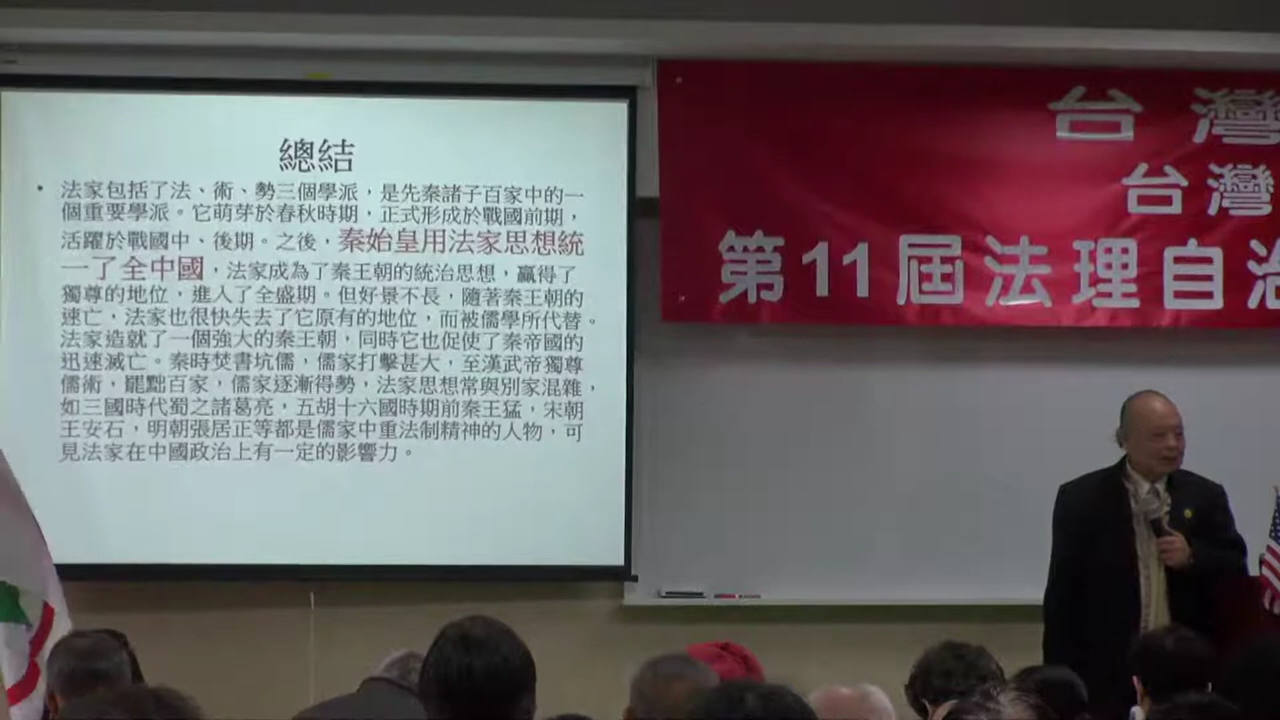 總結
• 法家包括了法、術、勢三個學派，是先秦諸子百家中的一
個重要學派。它萌芽於春秋時期，正式形成於戰國前期，
活躍於戰國中、後期。之後，秦始皇用法家思想統
一了全中國，法家成為了秦王朝的統治思想，贏得了
獨尊的地位，進入了全盛期。但好景不長，隨著秦王朝的
速亡，法家也很快失去了它原有的地位，而被儒學所代替。
法家造就了一個強大的秦王朝，同時它也促使了秦帝國的
迅速滅亡。秦時焚書坑儒，儒家打擊甚大，至漢武帝獨尊
儒術，罷黜百家，儒家逐漸得勢，法家思想常與別家混雜，
如三國時代蜀之諸葛亮，五胡十六國時期前秦王猛，宋朝
王安石，明朝張居正等都是儒家中重法制精神的人物，可
見法家在中國政治上有一定的影響力。
台灣
台灣
第11屆法理自治